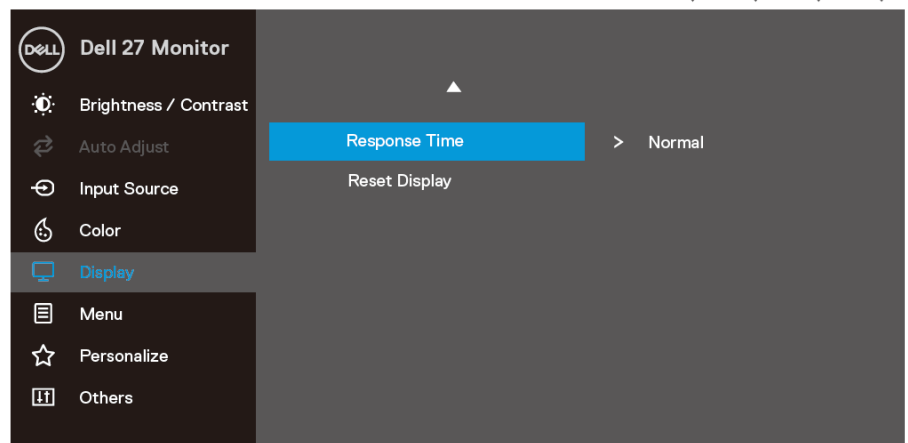 DELL
Dell 27 Monitor
Brightness / Contrast
Auto Adjust
Input Source
Color
Display
Menu
Personalize
Others
Response Time > Normal
Reset Display